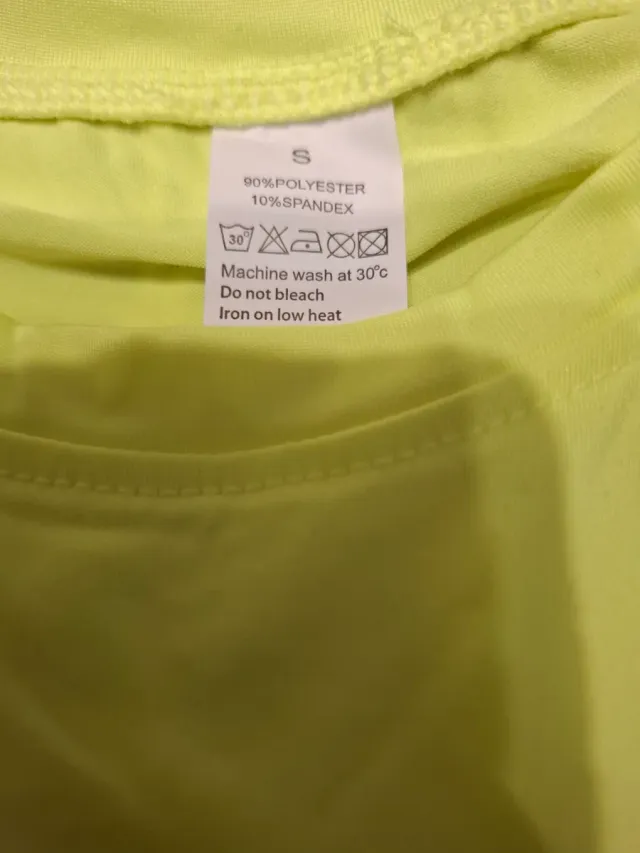 S
90%POLYESTER
10%SPANDEX
30°
Machine wash at 30°c
Do not bleach
Iron on low heat